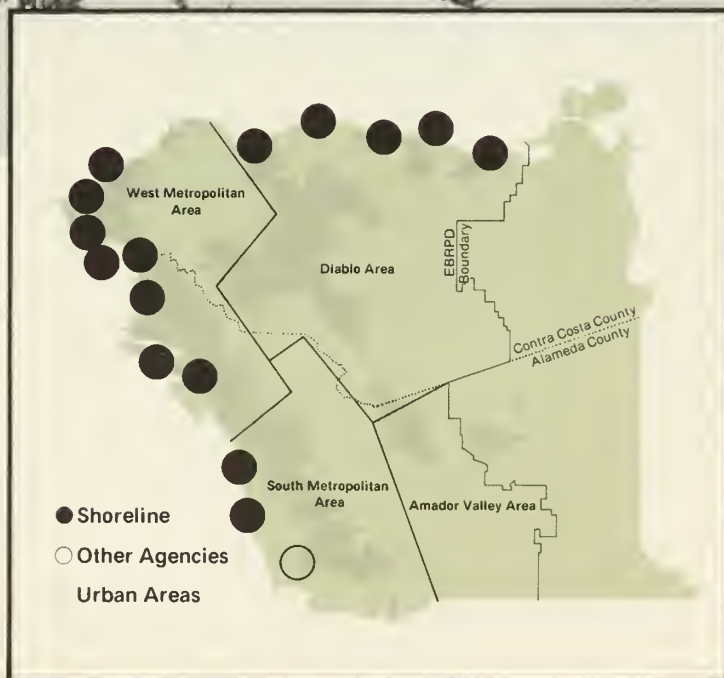 West Metropolitan
Area
Diablo Area
EBRPD
Boundary
Contra Costa County
Alameda County
South Metropolitan
Area
Amador Valley Area
Shoreline
Other Agencies
Urban Areas